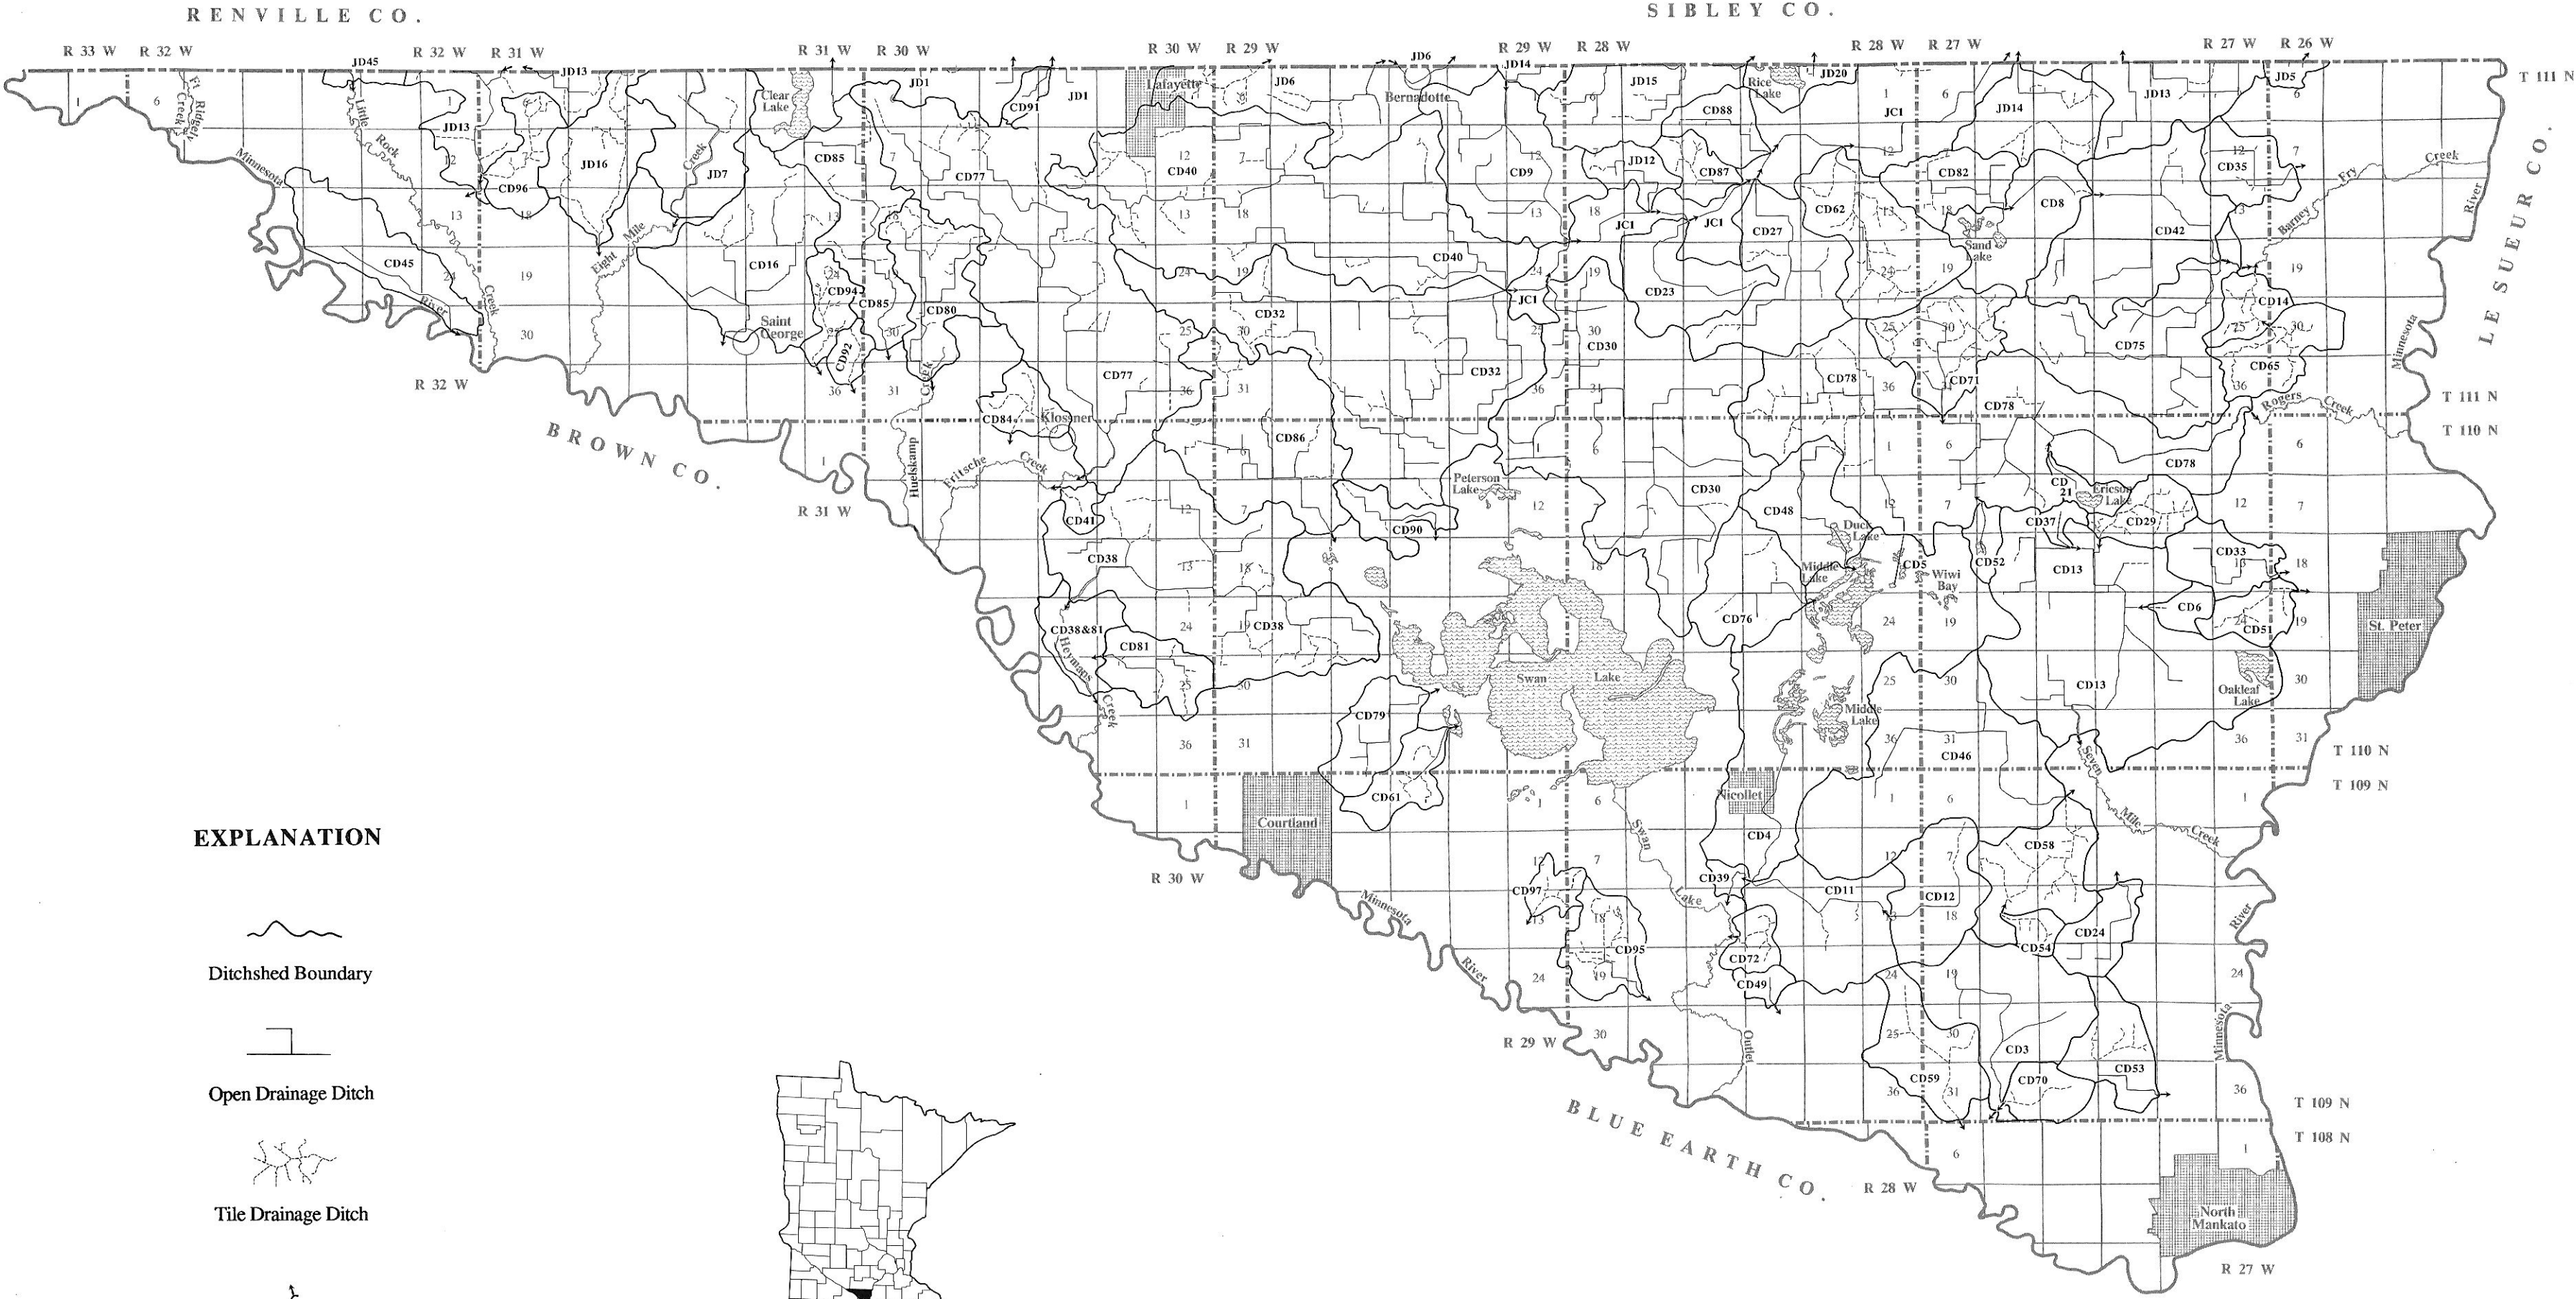 RENVILLE CO.
SIBLEY CO.
R 33 W
R 32 W
R 32 W
R 31 W
R 31 W
R 30 W
R 30 W
R 29 W
R 29 W
R 28 W
R 28 W
R 27 W
R 27 W
R 26 W
T 111 N
JD45
JD13
JD1
JD1
JD6
JD6
JD14
JD15
JD20
JD14
JD13
JD5
Ridgely
Creek
Little
Rock
Creek
Clear
Lake
CD91
Lafayette
Bernadotte
Rice
Lake
CD88
JC1
JD13
JD16
CD96
JD7
Creek
CD85
CD77
CD40
CD9
JD12
CD87
CD82
CD35
Minnesota
River
Eight
Mile
CD62
CD8
Barney
Fry
Creek
River
LE SUEUR CO.
CD45
CD16
CD94
CD85
CD80
CD40
JC1
JC1
CD27
Sand
Lake
CD42
CD32
JC1
CD23
CD14
Saint
George
CD92
CD77
CD32
CD30
CD78
CD71
CD75
CD65
Minnesota
R 32 W
CD84
Klossner
CD78
Rogers
Creek
T 111 N
T 110 N
BROWN CO.
Huelskamp
Creek
Fritsche
Creek
CD86
Peterson
Lake
CD30
CD78
CD
21
Ericson
Lake
R 31 W
CD41
CD90
CD48
Duck
Lake
CD37
CD29
CD38
Middle
Lake
CD5
Wiwi
Bay
CD52
CD13
CD33
CD38&81
CD81
CD38
CD76
CD6
CD51
St. Peter
Heymans
Creek
Swan
Lake
CD13
Oakleaf
Lake
CD79
Middle
Lake
CD46
Seven
Mile
Creek
T 110 N
T 109 N
CD61
Nicollet
Courtland
CD4
CD58
EXPLANATION
R 30 W
Swan
Lake
Outlet
CD97
CD39
CD11
CD12
Minnesota
River
CD95
CD72
CD54
CD24
River
Ditchshed Boundary
CD49
R 29 W
CD3
Minnesota
Open Drainage Ditch
CD59
CD70
CD53
BLUE EARTH CO.
T 109 N
T 108 N
R 28 W
Tile Drainage Ditch
North
Mankato
R 27 W